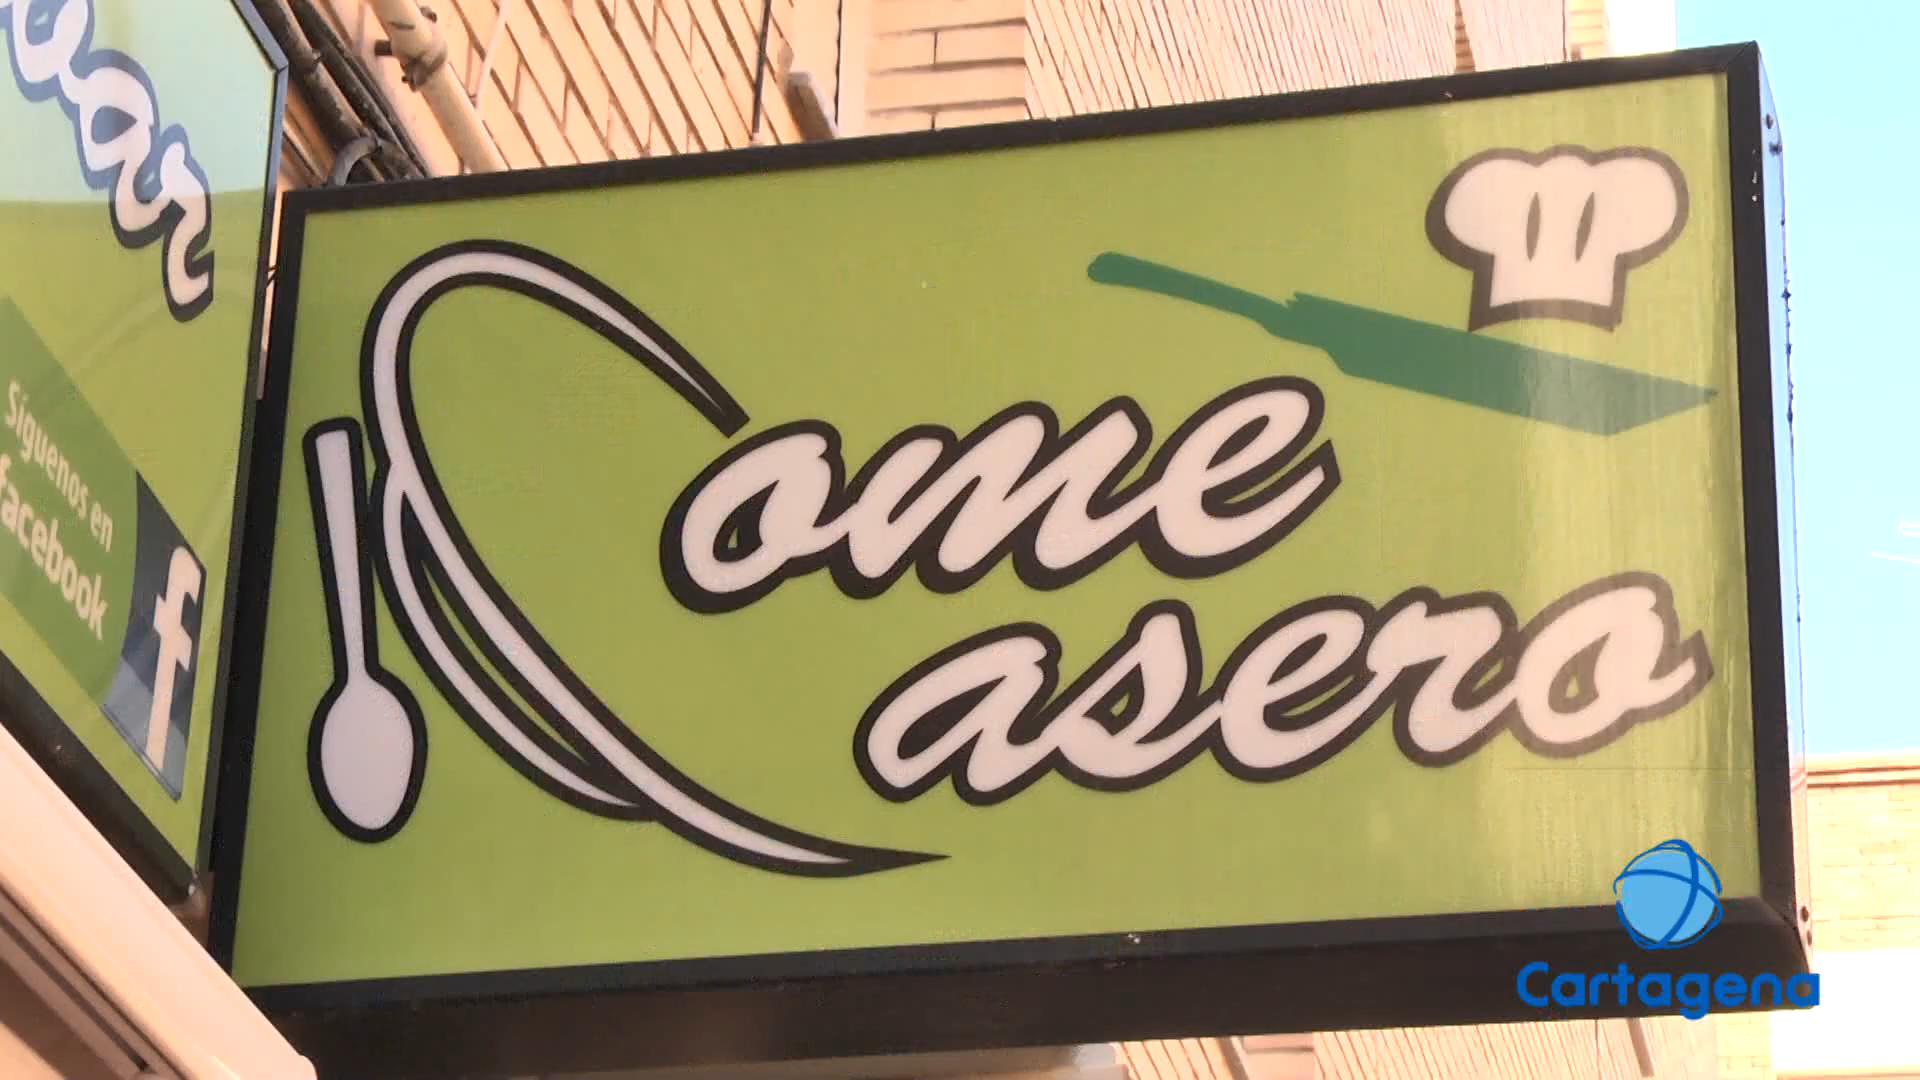 Come
Casero
Síguenos en
facebook
f
Cartagena